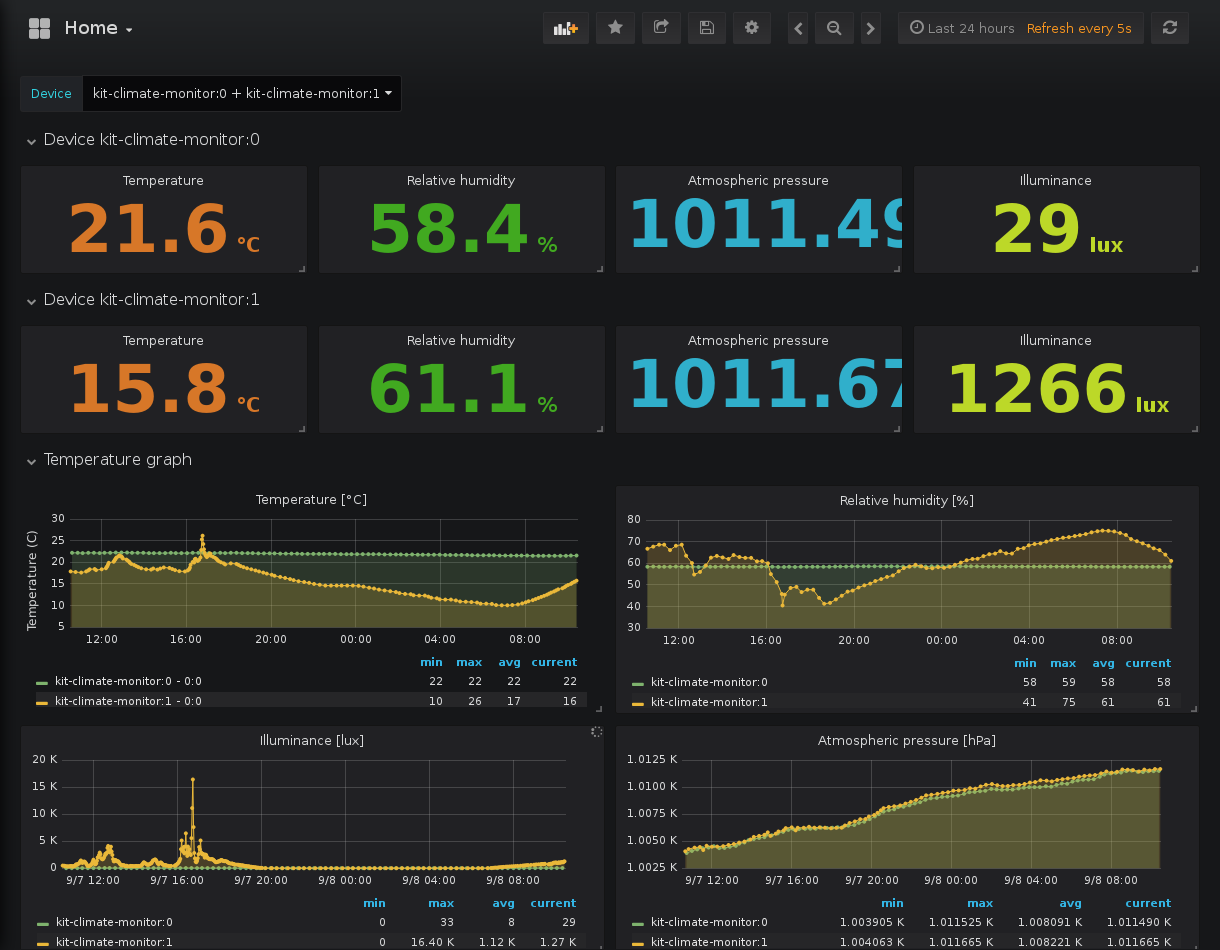 Home
Last 24 hours Refresh every 5s
Device kit-climate-monitor:0 + kit-climate-monitor:1
Device kit-climate-monitor:0
Temperature Relative humidity Atmospheric pressure Illuminance
21.6 °C 58.4 % 1011.49 29 lux
Device kit-climate-monitor:1
Temperature Relative humidity Atmospheric pressure Illuminance
15.8 °C 61.1 % 1011.67 1266 lux
Temperature graph
Temperature [°C]
Temperature (C)
30
25
20
15
10
5
12:00 16:00 20:00 00:00 04:00 08:00
min max avg current
kit-climate-monitor:0 - 0:0 22 22 22 22
kit-climate-monitor:1 - 0:0 10 26 17 16
Relative humidity [%]
80
70
60
50
40
30
12:00 16:00 20:00 00:00 04:00 08:00
min max avg current
kit-climate-monitor:0 58 59 58 58
kit-climate-monitor:1 41 75 61 61
Illuminance [lux]
20 K
15 K
10 K
5 K
0
9/7 12:00 9/7 16:00 9/7 20:00 9/8 00:00 9/8 04:00 9/8 08:00
min max avg current
kit-climate-monitor:0 0 33 8 29
kit-climate-monitor:1 0 16.40 K 1.12 K 1.27 K
Atmospheric pressure [hPa]
1.0125 K
1.0100 K
1.0075 K
1.0050 K
1.0025 K
9/7 12:00 9/7 16:00 9/7 20:00 9/8 00:00 9/8 04:00 9/8 08:00
min max avg current
kit-climate-monitor:0 1.003905 K 1.011525 K 1.008091 K 1.011490 K
kit-climate-monitor:1 1.004063 K 1.011665 K 1.008221 K 1.011665 K